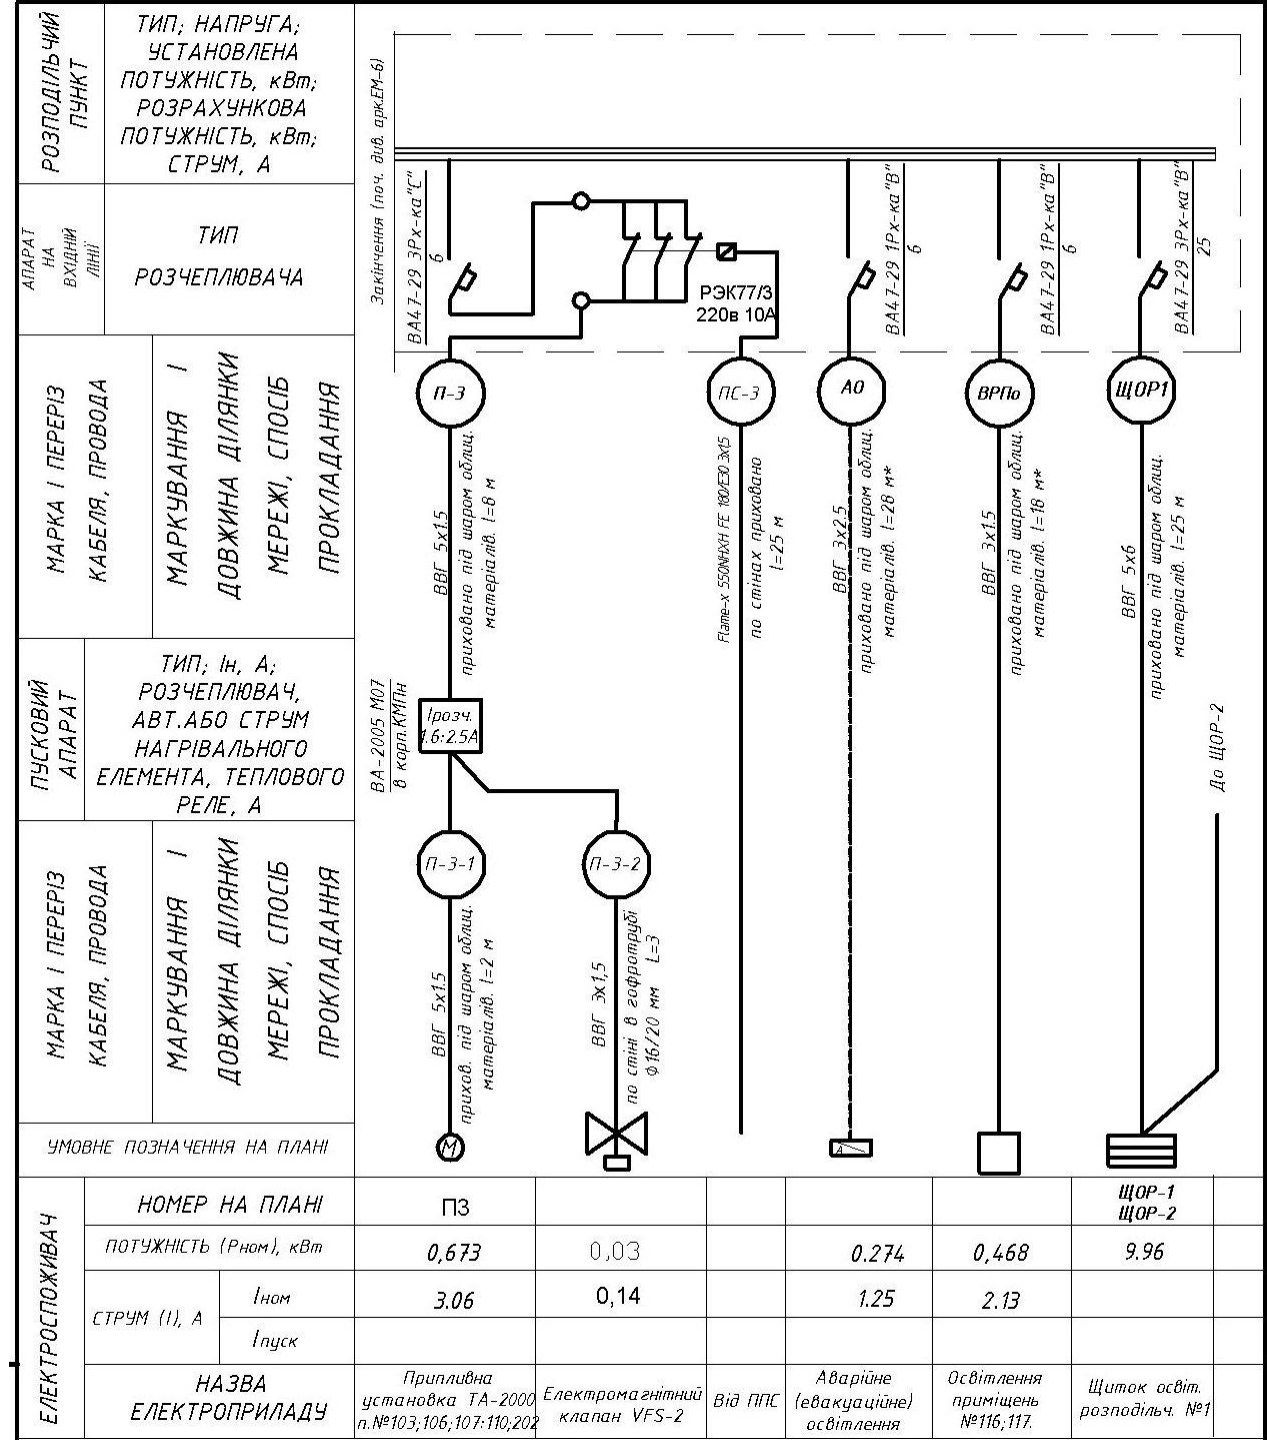 РОЗПОДІЛЬЧИЙ
ПУНКТ
ТИП; НАПРУГА;
УСТАНОВЛЕНА
ПОТУЖНІСТЬ, кВт;
РОЗРАХУНКОВА
ПОТУЖНІСТЬ, кВт;
СТРУМ, А
АПАРАТ
НА
ВХІДНІЙ
ЛІНІЇ
ТИП
РОЗЧЕПЛЮВАЧА
Закінчення (поч. див. арк.ЕМ-6)
ВА47-29 3Рх-ка"С"
6
РЭК77/3
220в 10А
ВА47-29 1Рх-ка"В"
6
ВА47-29 1Рх-ка"В"
6
ВА47-29 3Рх-ка"В"
25
МАРКА І ПЕРЕРІЗ
КАБЕЛЯ, ПРОВОДА
МАРКУВАННЯ І
ДОВЖИНА ДІЛЯНКИ
МЕРЕЖІ, СПОСІБ
ПРОКЛАДАННЯ
П-3
ПС-3
АО
ВРПо
ЩОР1
ВВГ 5х1.5
приховано під шаром облиц.
матеріалів. l=8 м
Flame-x 550NHXH FE 180/E30 3x1,5
по стінах приховано
l=25 м
ВВГ 3х2,5
приховано під шаром облиц.
матеріалів. l=28 м*
ВВГ 3х1.5
приховано під шаром облиц.
матеріалів. l=18 м*
ВВГ 5х6
приховано під шаром облиц.
матеріалів. l=25 м
ПУСКОВИЙ
АПАРАТ
ТИП; Ін, А;
РОЗЧЕПЛЮВАЧ,
АВТ.АБО СТРУМ
НАГРІВАЛЬНОГО
ЕЛЕМЕНТА, ТЕПЛОВОГО
РЕЛЕ, А
ВА-2005 М07
в корп.КМПн
Iрозч.
1.6:2.5А
До ЩОР-2
МАРКА І ПЕРЕРІЗ
КАБЕЛЯ, ПРОВОДА
МАРКУВАННЯ І
ДОВЖИНА ДІЛЯНКИ
МЕРЕЖІ, СПОСІБ
ПРОКЛАДАННЯ
П-3-1
П-3-2
ВВГ 5х1.5
прихов. під шаром облиц.
матеріалів. l=2 м
ВВГ 3х1,5
по стіні в гофротрубі
ф16/20 мм L=3
УМОВНЕ ПОЗНАЧЕННЯ НА ПЛАНІ
М
А
ЕЛЕКТРОСПОЖИВАЧ
НОМЕР НА ПЛАНІ
П3
ЩОР-1
ЩОР-2
ПОТУЖНІСТЬ (Рном), кВт
0,673
0,03
0.274
0,468
9.96
СТРУМ (І), А
Іном
3.06
0,14
1.25
2.13
Іпуск
НАЗВА
ЕЛЕКТРОПРИЛАДУ
Припливна
установка ТА-2000
п.№103;106;107:110;202
Електромагнітний
клапан VFS-2
Від ППС
Аварійне
(евакуаційне)
освітлення
Освітлення
приміщень
№116;117.
Щиток освіт.
розподільч. №1